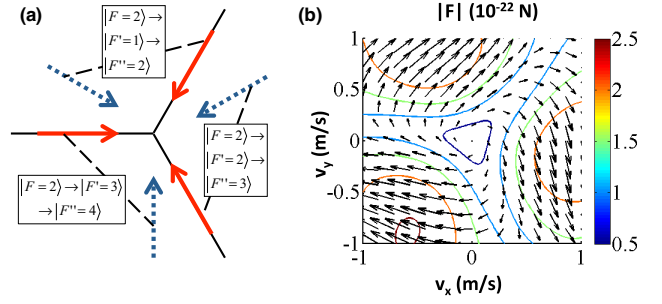 (a)
|F = 2⟩→
|F'=1⟩→
|F''= 2⟩
|F = 2⟩→
|F'= 2⟩→
|F''= 3⟩
|F = 2⟩→|F'= 3⟩
→|F''= 4⟩
(b)
|F| (10⁻²² N)
1
0.5
0
-0.5
-1
v_y (m/s)
-1
0
1
v_x (m/s)
2.5
2
1.5
1
0.5